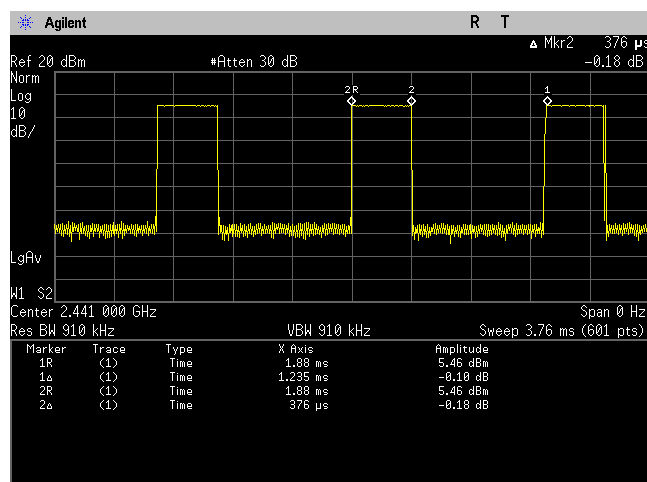 Agilent R T
Δ Mkr2 376 µs
Ref 20 dBm #Atten 30 dB -0.18 dB
Norm
Log
10
dB/
2R 2 1
LgAv
W1 S2
Center 2.441 000 GHz Span 0 Hz
Res BW 910 kHz VBW 910 kHz Sweep 3.76 ms (601 pts)
Marker Trace Type X Axis Amplitude
1R (1) Time 1.88 ms 5.46 dBm
1Δ (1) Time 1.235 ms -0.10 dB
2R (1) Time 1.88 ms 5.46 dBm
2Δ (1) Time 376 µs -0.18 dB